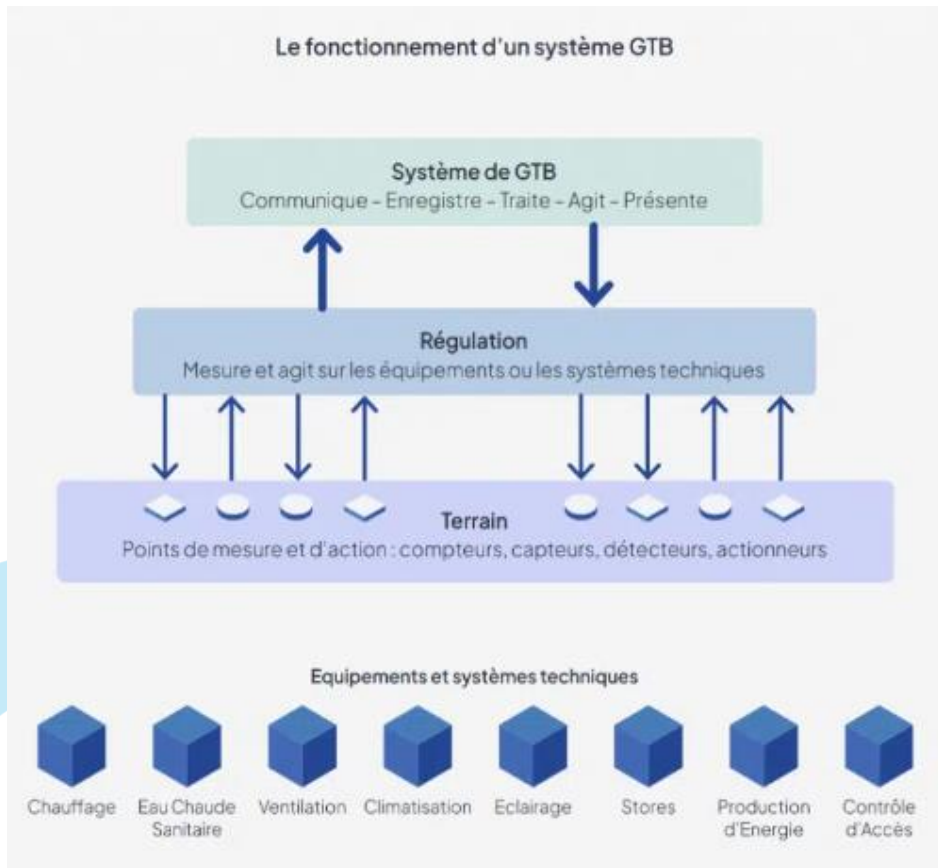 Le fonctionnement d'un système GTB
Système de GTB
Communique – Enregistre – Traite – Agit – Présente
Régulation
Mesure et agit sur les équipements ou les systèmes techniques
Terrain
Points de mesure et d'action : compteurs, capteurs, détecteurs, actionneurs
Equipements et systèmes techniques
Chauffage
Eau Chaude
Sanitaire
Ventilation
Climatisation
Eclairage
Stores
Production
d'Energie
Contrôle
d'Accès